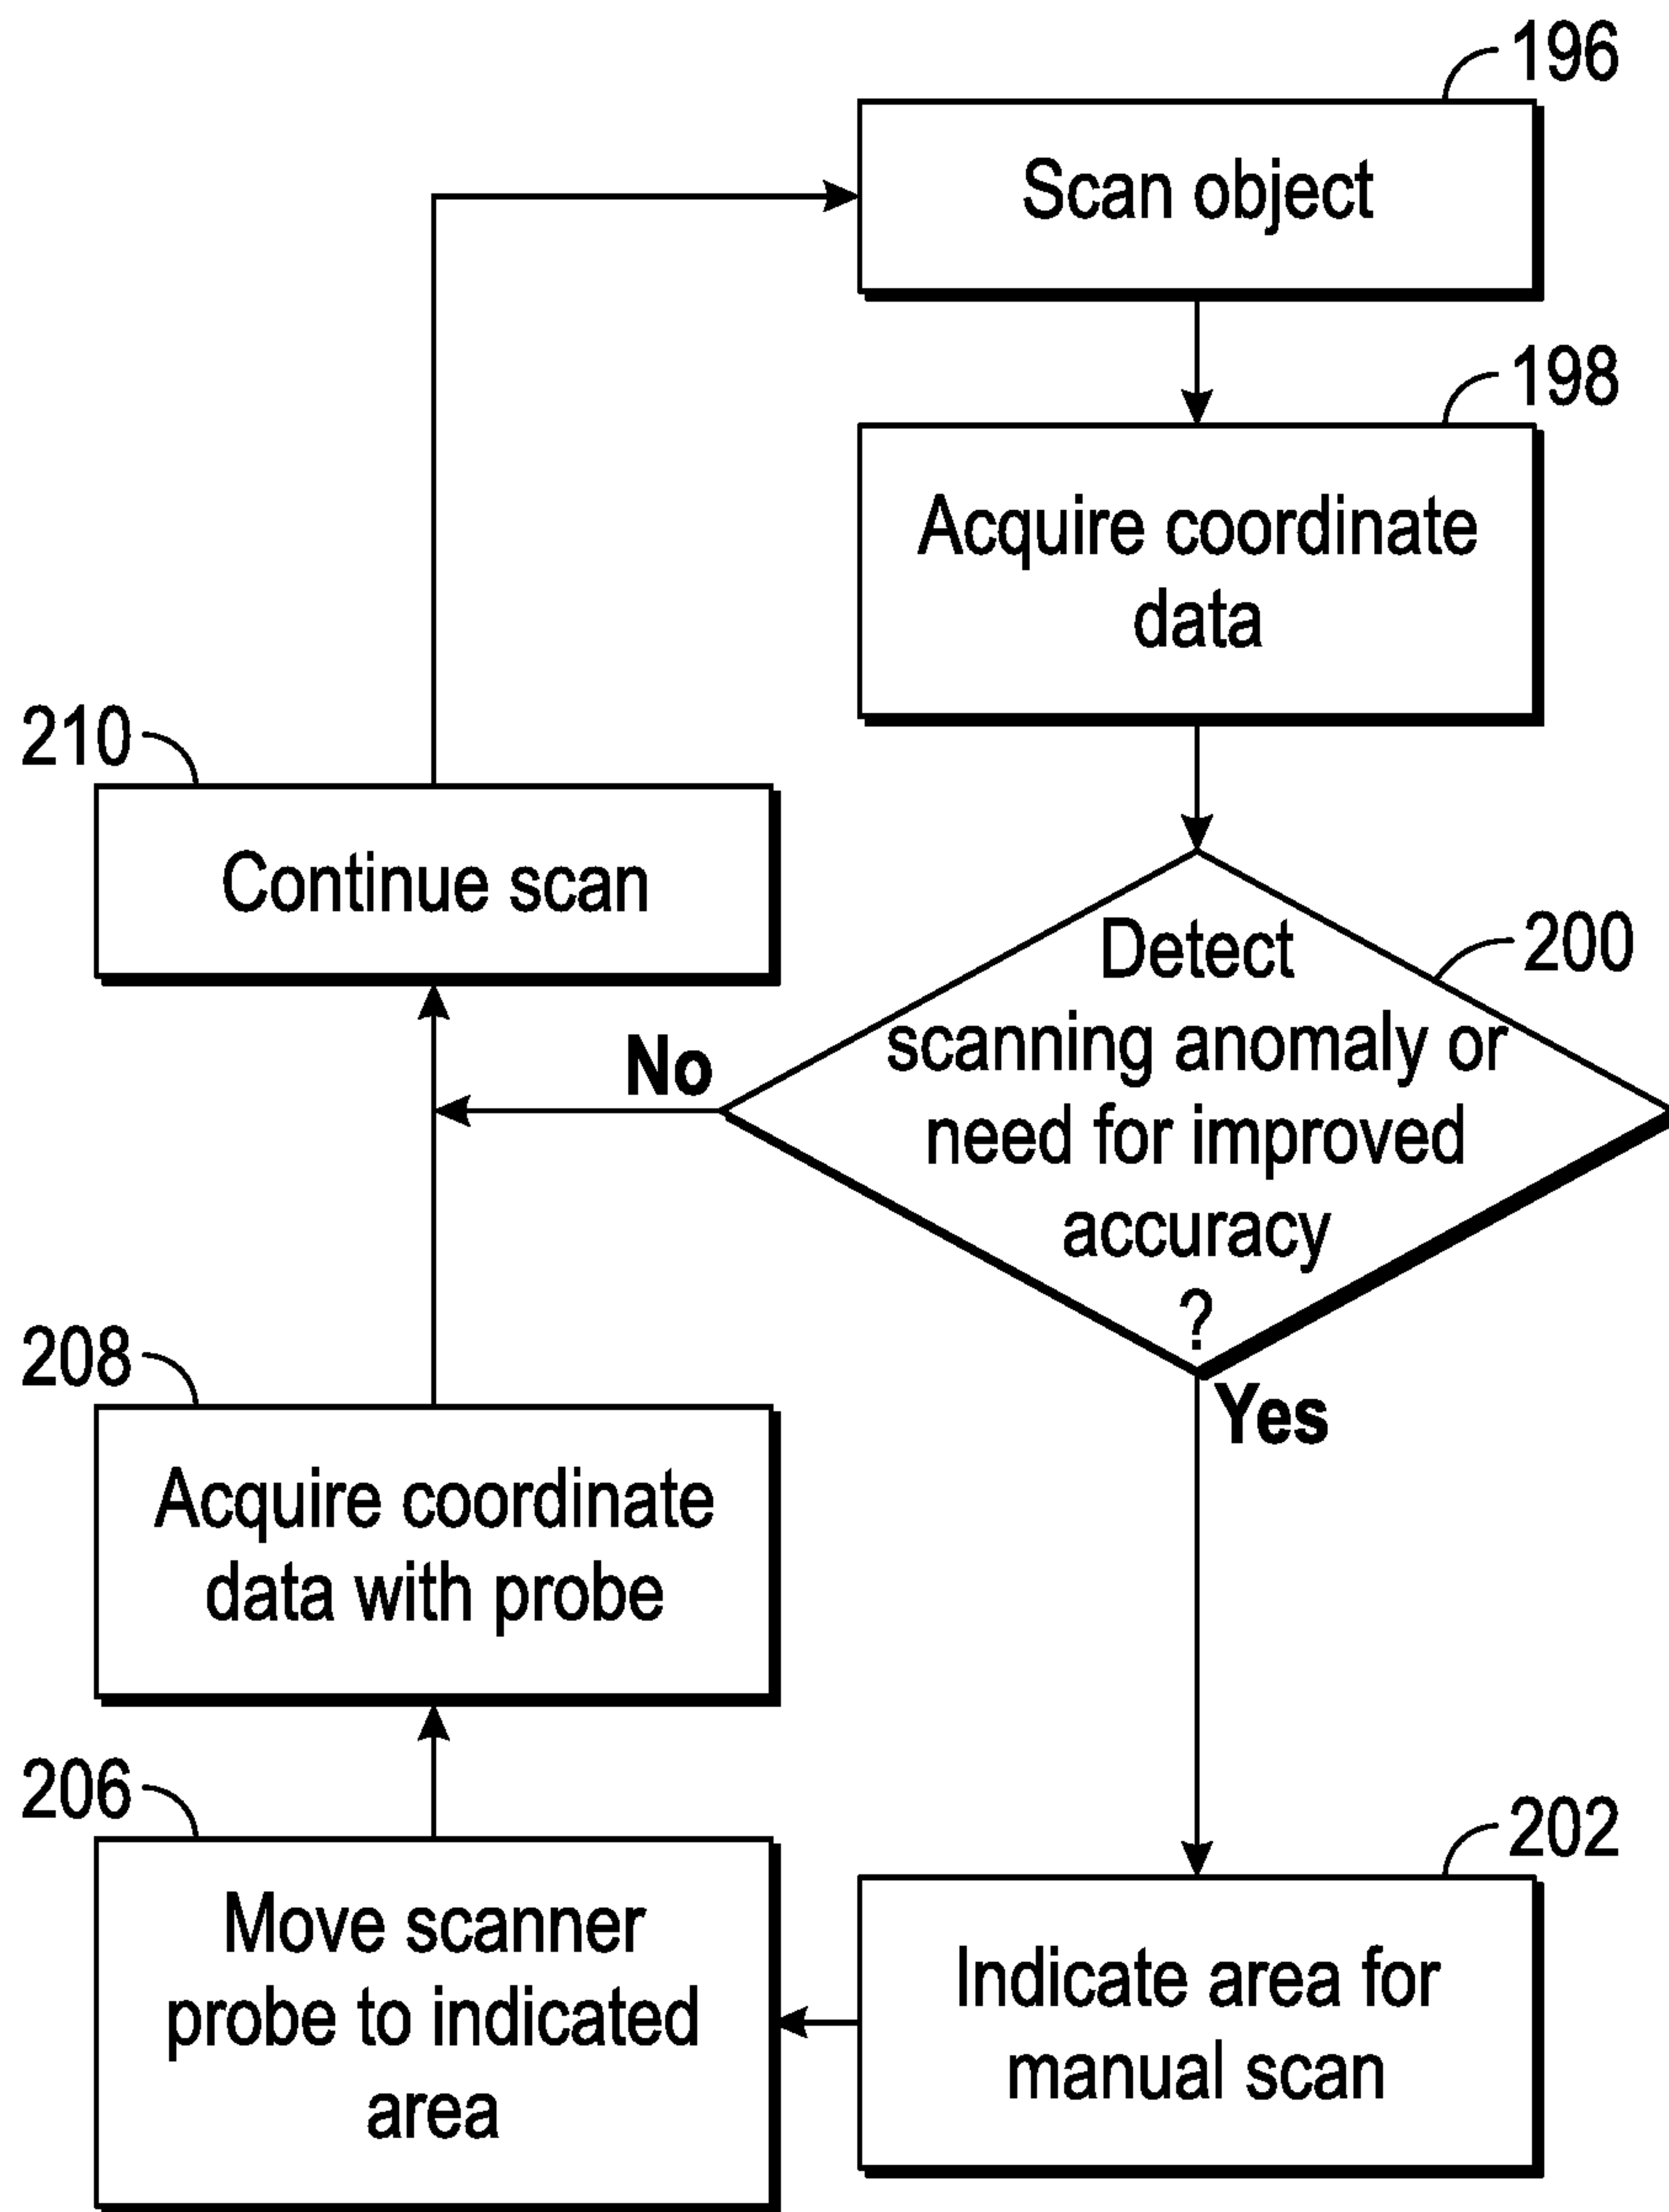 196
Scan object
198
Acquire coordinate
data
210
Continue scan
200
Detect
scanning anomaly or
need for improved
accuracy
?
No
Yes
208
Acquire coordinate
data with probe
206
Move scanner
probe to indicated
area
202
Indicate area for
manual scan